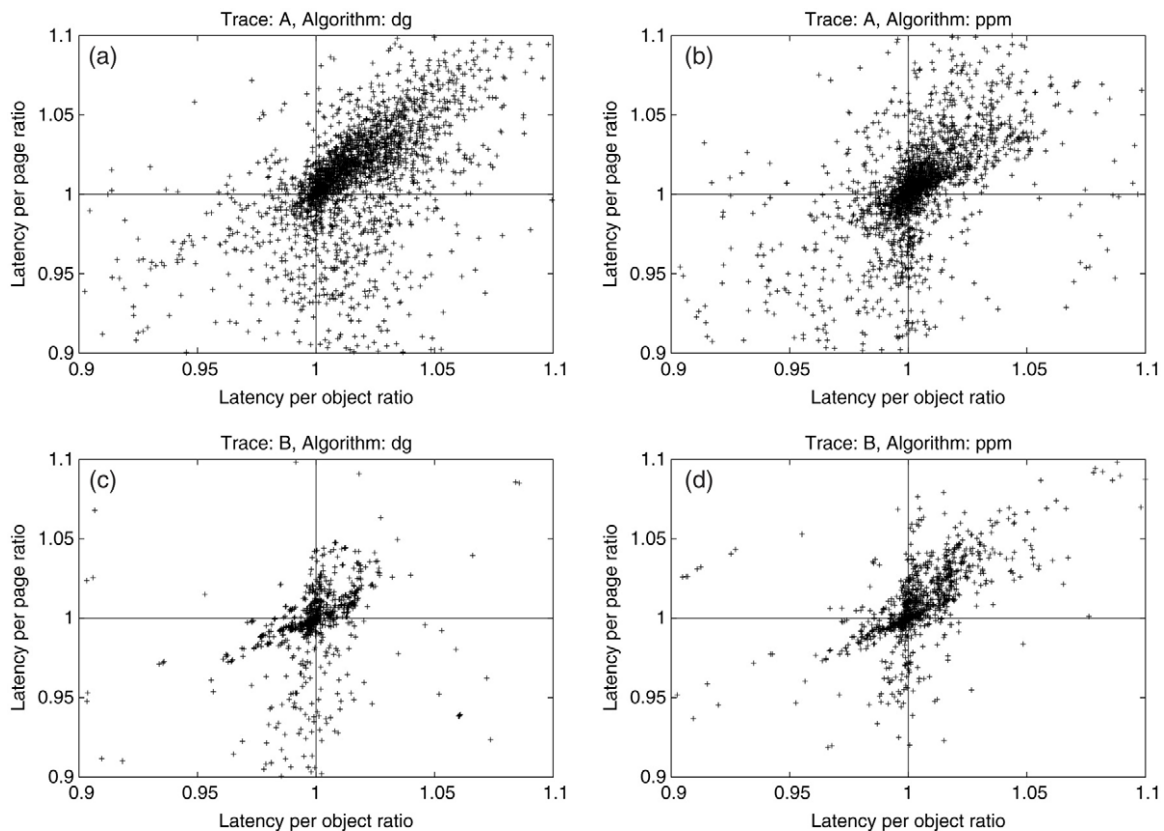 Trace: A, Algorithm: dg
(a)
Latency per page ratio
1.1
1.05
1
0.95
0.9
0.9 0.95 1 1.05 1.1
Latency per object ratio
Trace: A, Algorithm: ppm
(b)
Latency per page ratio
1.1
1.05
1
0.95
0.9
0.9 0.95 1 1.05 1.1
Latency per object ratio
Trace: B, Algorithm: dg
(c)
Latency per page ratio
1.1
1.05
1
0.95
0.9
0.9 0.95 1 1.05 1.1
Latency per object ratio
Trace: B, Algorithm: ppm
(d)
Latency per page ratio
1.1
1.05
1
0.95
0.9
0.9 0.95 1 1.05 1.1
Latency per object ratio